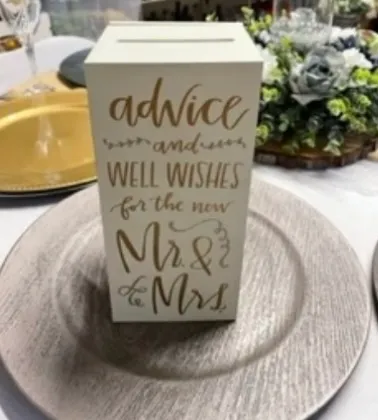 advice
and
WELL WISHES
for the new
Mr. &
& Mrs.